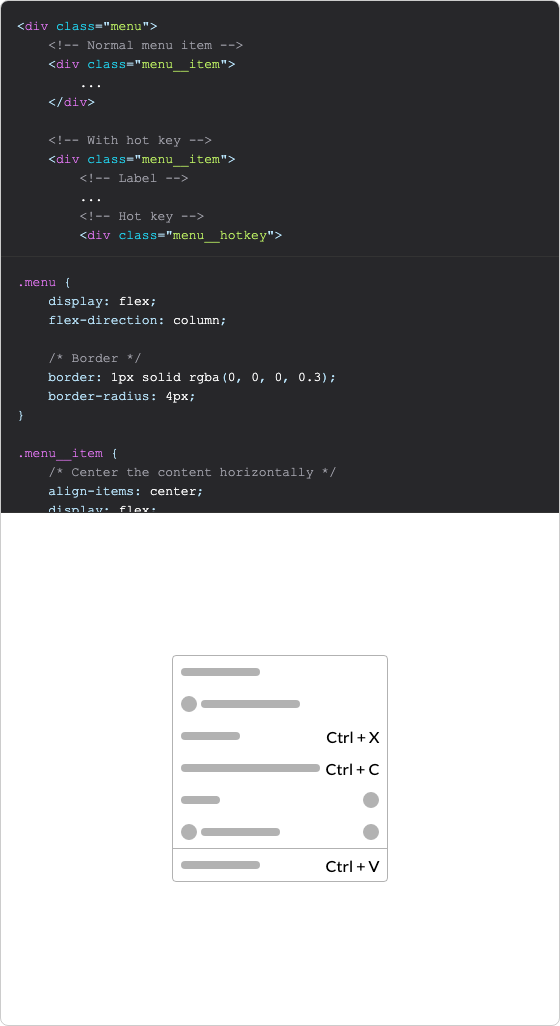 <div class="menu">
<!-- Normal menu item -->
<div class="menu__item">
...
</div>
<!-- With hot key -->
<div class="menu__item">
<!-- Label -->
...
<!-- Hot key -->
<div class="menu__hotkey">
.menu {
display: flex;
flex-direction: column;
/* Border */
border: 1px solid rgba(0, 0, 0, 0.3);
border-radius: 4px;
}
.menu__item {
/* Center the content horizontally */
align-items: center;
display: flex;
Ctrl + X
Ctrl + C
Ctrl + V